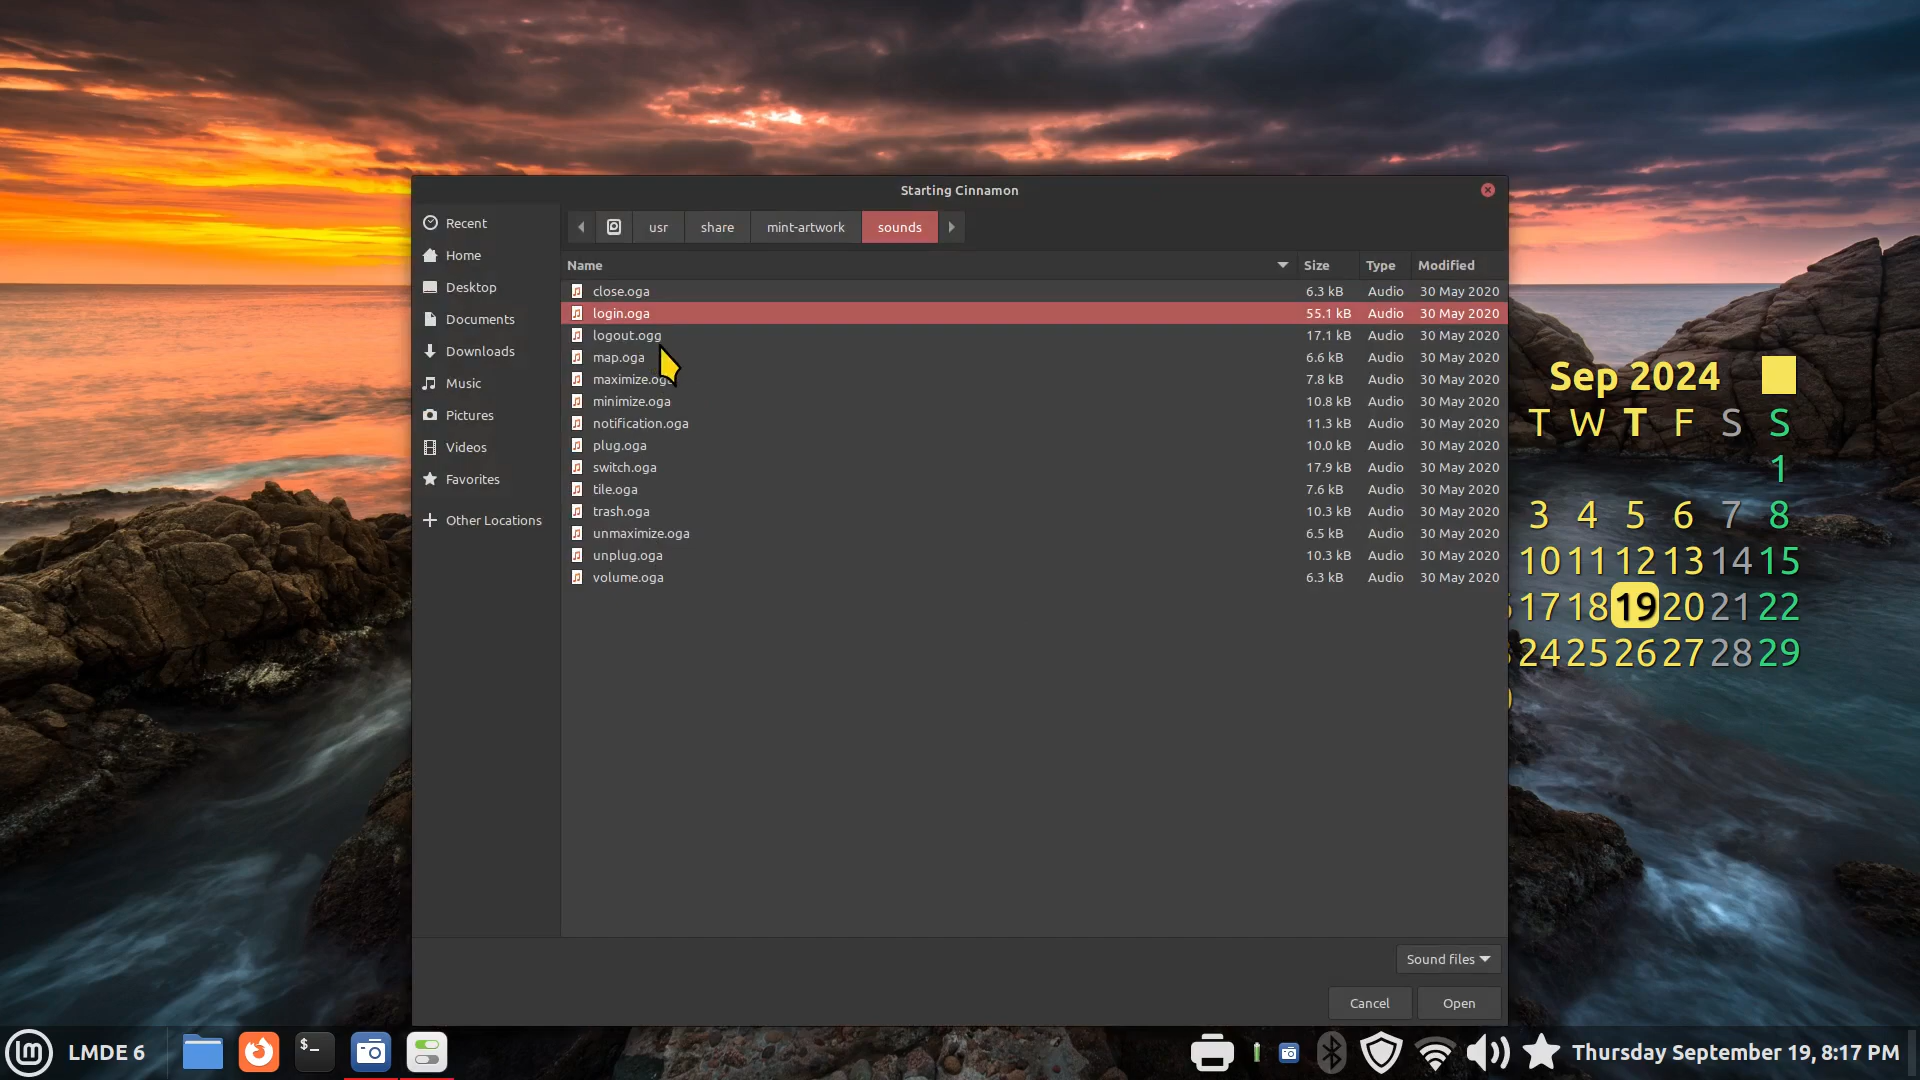 Starting Cinnamon
Recent
Home
Desktop
Documents
Downloads
Music
Pictures
Videos
Favorites
Other Locations
usr share mint-artwork sounds
Name Size Type Modified
close.oga 6.3 kB Audio 30 May 2020
login.oga 55.1 kB Audio 30 May 2020
logout.ogg 17.1 kB Audio 30 May 2020
map.oga 6.6 kB Audio 30 May 2020
maximize.oga 7.8 kB Audio 30 May 2020
minimize.oga 10.8 kB Audio 30 May 2020
notification.oga 11.3 kB Audio 30 May 2020
plug.oga 10.0 kB Audio 30 May 2020
switch.oga 17.9 kB Audio 30 May 2020
tile.oga 7.6 kB Audio 30 May 2020
trash.oga 10.3 kB Audio 30 May 2020
unmaximize.oga 6.5 kB Audio 30 May 2020
unplug.oga 10.3 kB Audio 30 May 2020
volume.oga 6.3 kB Audio 30 May 2020
Sound files
Cancel Open
Sep 2024
T W T F S S
1
3 4 5 6 7 8
10 11 12 13 14 15
17 18 19 20 21 22
24 25 26 27 28 29
LMDE 6
$_
Thursday September 19, 8:17 PM